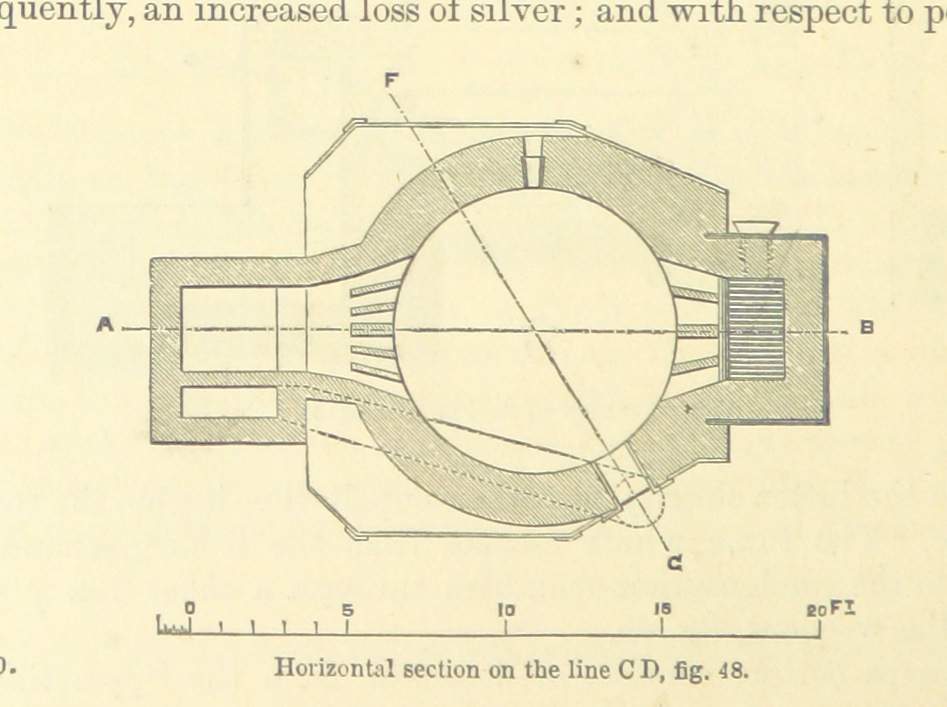 quently, an increased loss of silver ; and with respect to
F
A
B
C
0 5 10 15 20 FT
Horizontal section on the line C D, fig. 48.